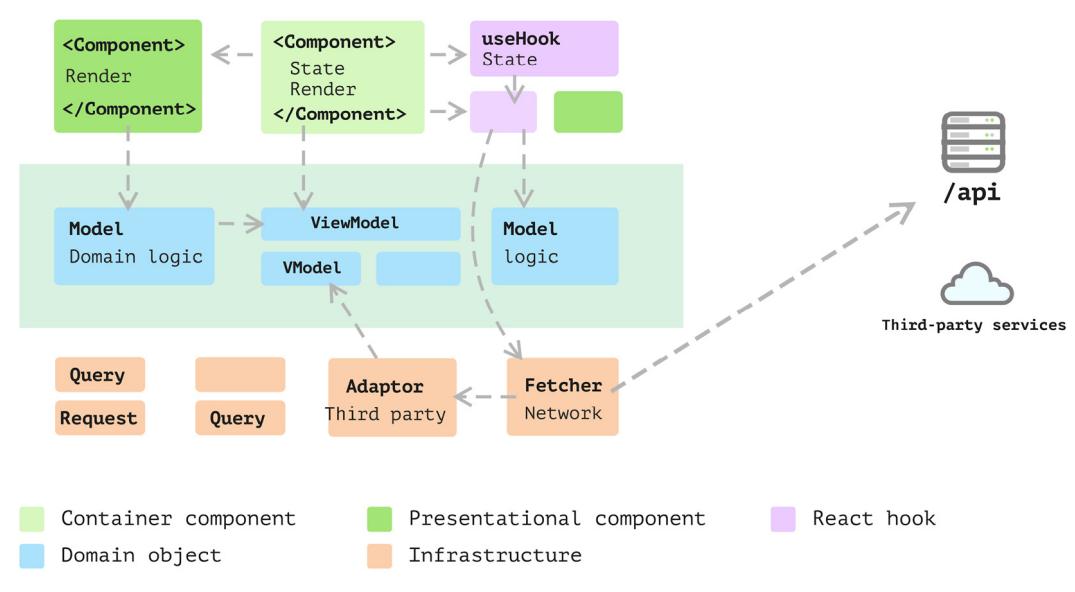 <Component>
Render
</Component>
<Component>
State
Render
</Component>
useHook
State
/api
Third-party services
Model
Domain logic
ViewModel
VModel
Model
logic
Query
Request
Query
Adaptor
Third party
Fetcher
Network
Container component
Presentational component
React hook
Domain object
Infrastructure